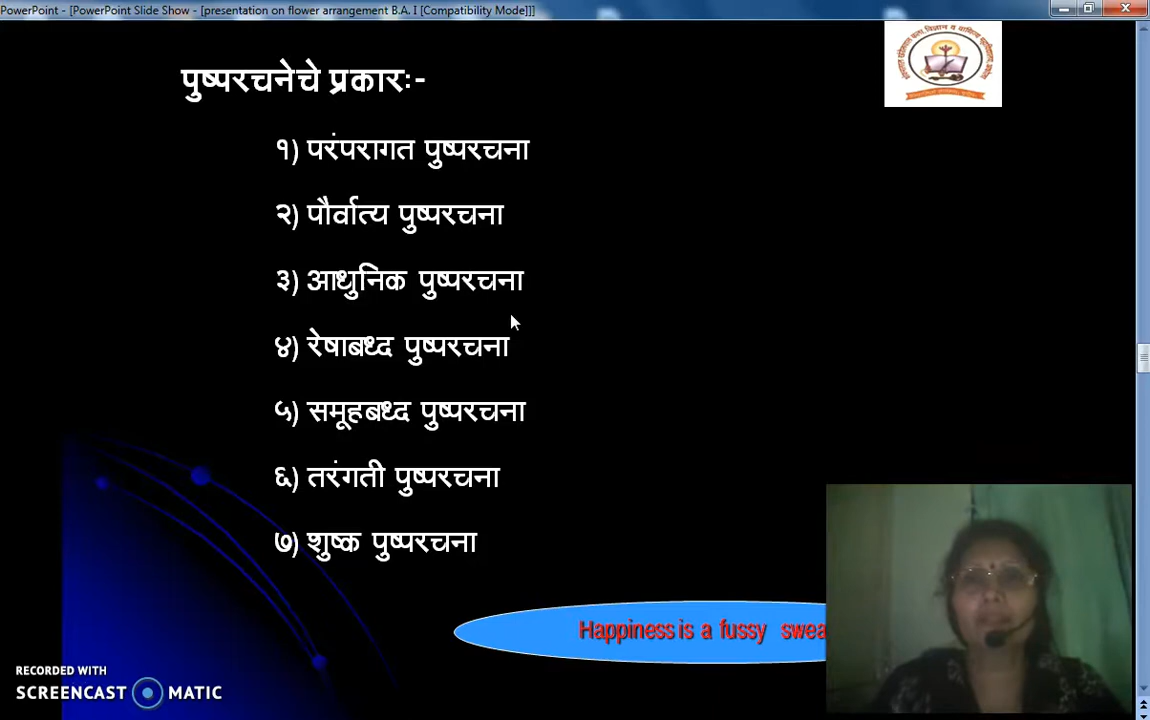 PowerPoint - [PowerPoint Slide Show - [presentation on flower arrangement B.A. I [Compatibility Mode]]]
पुष्परचनेचे प्रकारः-
१) परंपरागत पुष्परचना
२) पौर्वात्य पुष्परचना
३) आधुनिक पुष्परचना
४) रेषाबध्द पुष्परचना
५) समूहबध्द पुष्परचना
६) तरंगती पुष्परचना
७) शुष्क पुष्परचना
Happiness is a fussy swea
RECORDED WITH
SCREENCAST MATIC